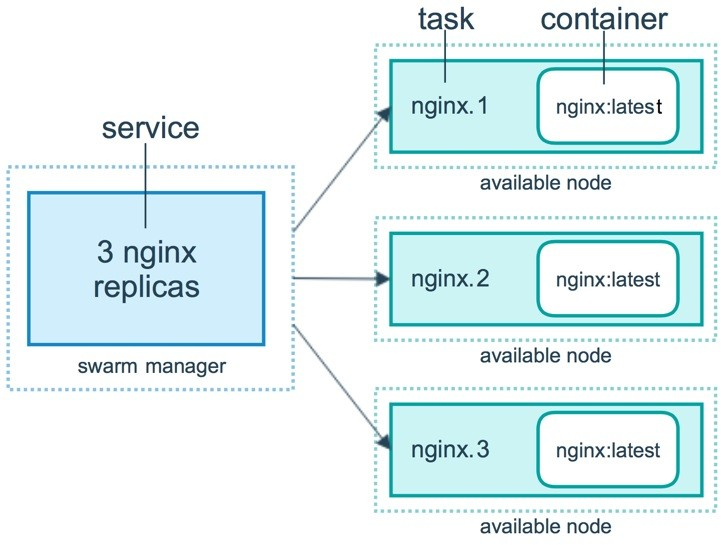 task
container
nginx.1
nginx:latest
available node
service
3 nginx
replicas
swarm manager
nginx.2
nginx:latest
available node
nginx.3
nginx:latest
available node